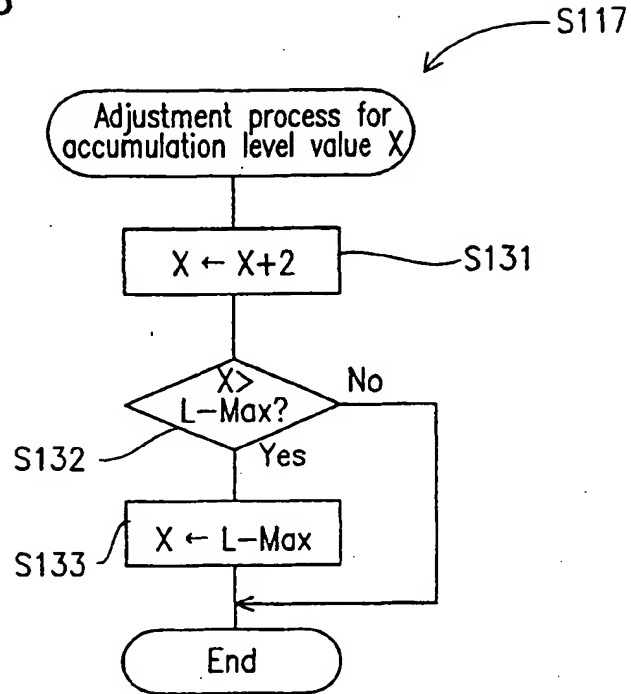 S117
Adjustment process for
accumulation level value X
X ← X+2
S131
X>
L-Max?
No
S132
Yes
X ← L-Max
S133
End